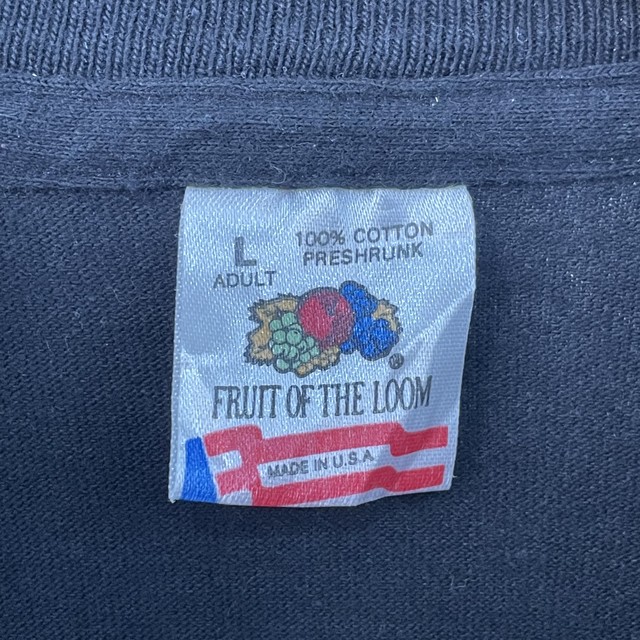 L
ADULT
100% COTTON
PRESHRUNK
®
FRUIT OF THE LOOM
MADE IN U.S.A.